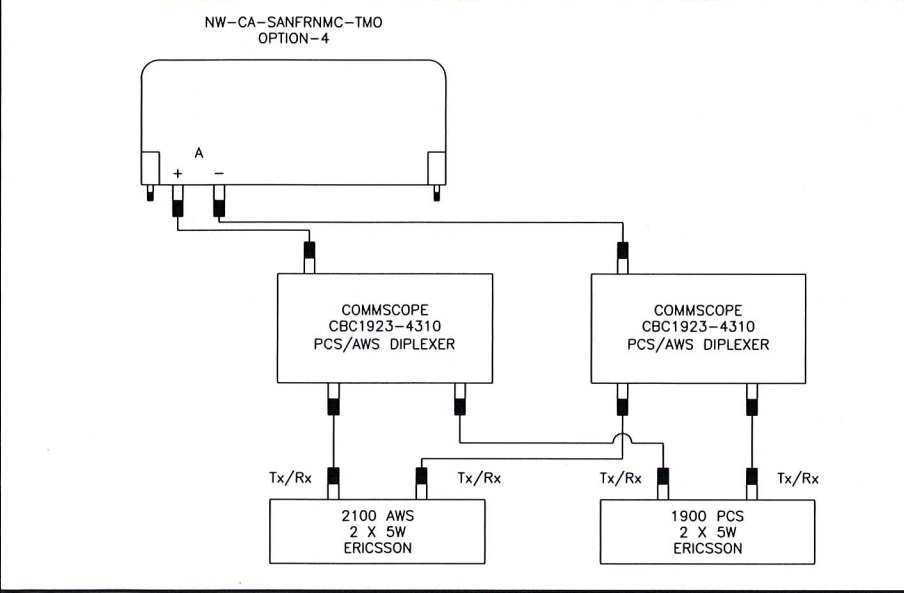 NW-CA-SANFRNMC-TMO
OPTION-4
A
+ -
COMMSCOPE
CBC1923-4310
PCS/AWS DIPLEXER
COMMSCOPE
CBC1923-4310
PCS/AWS DIPLEXER
Tx/Rx
Tx/Rx
Tx/Rx
Tx/Rx
2100 AWS
2 X 5W
ERICSSON
1900 PCS
2 X 5W
ERICSSON